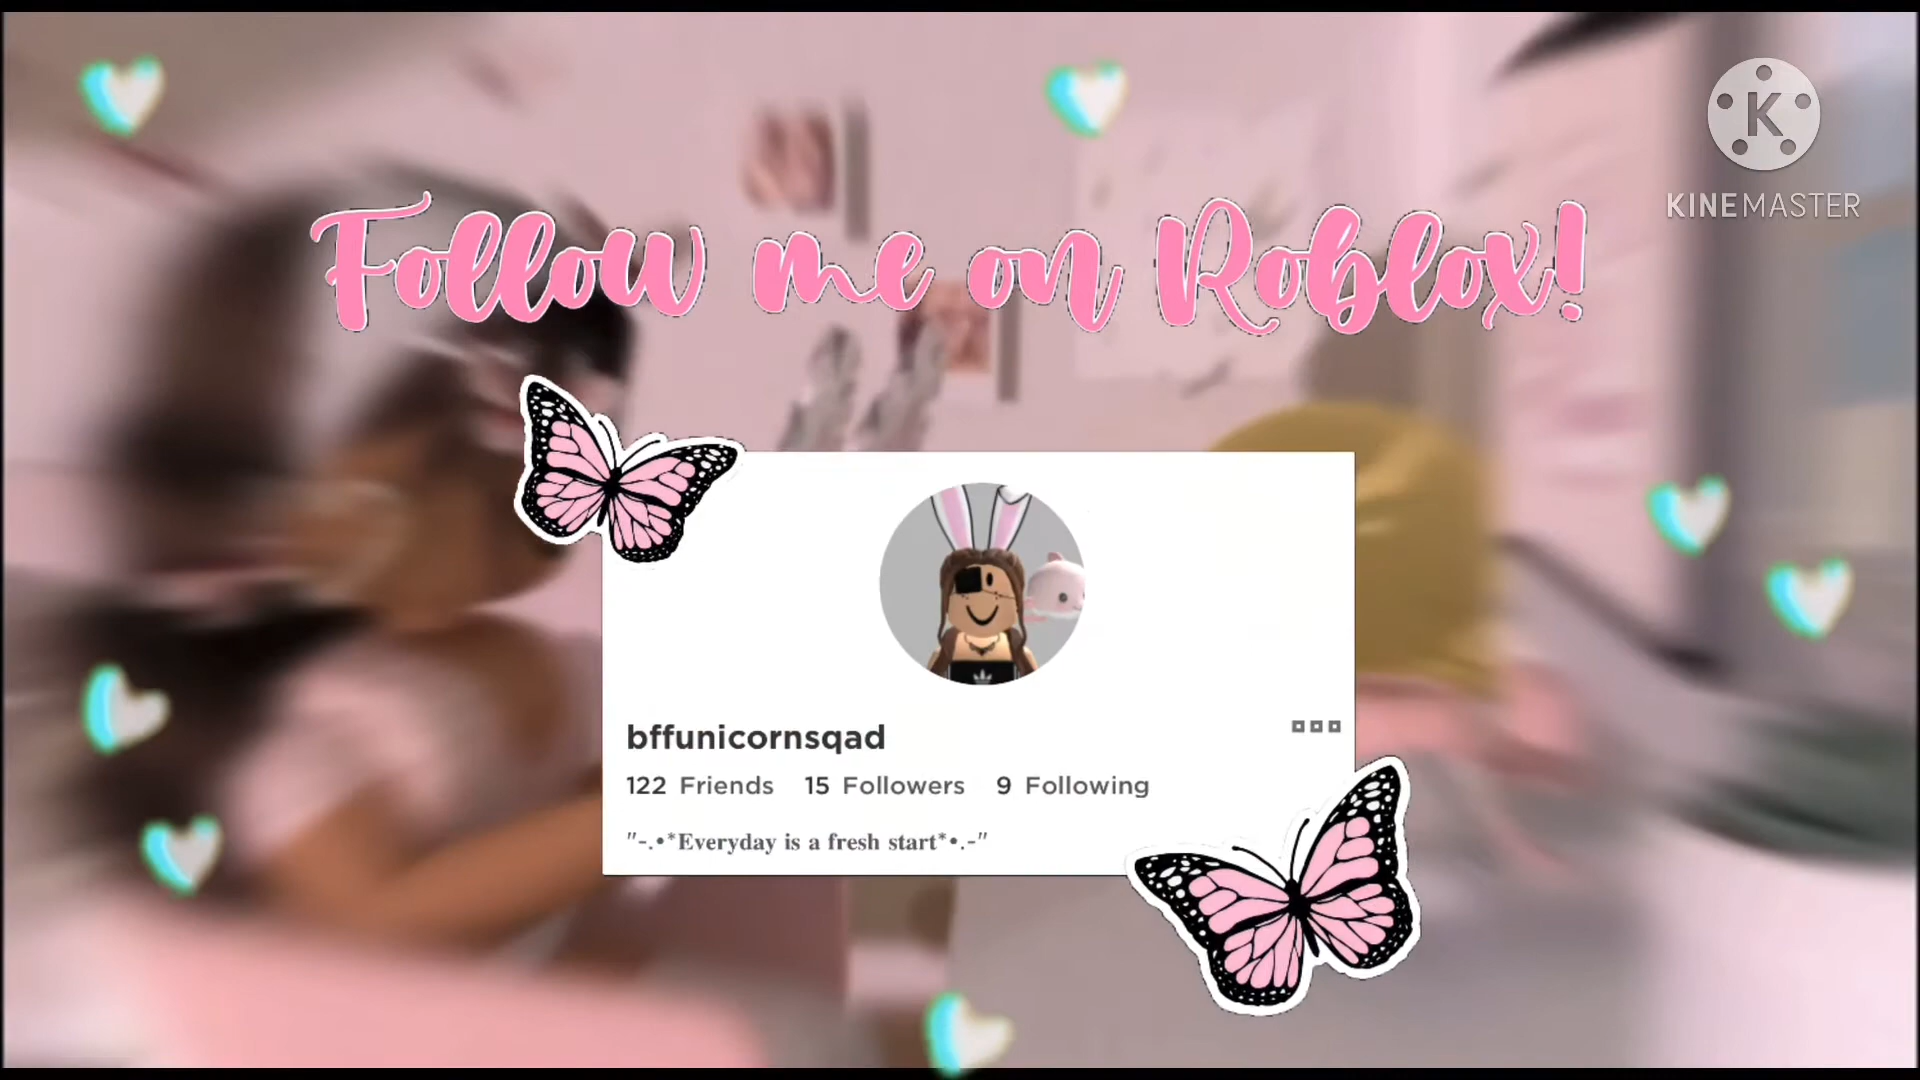 K
KINEMASTER
Follow me on Roblox!
bffunicornsqad
122 Friends 15 Followers 9 Following
"-.•*Everyday is a fresh start*•.-"